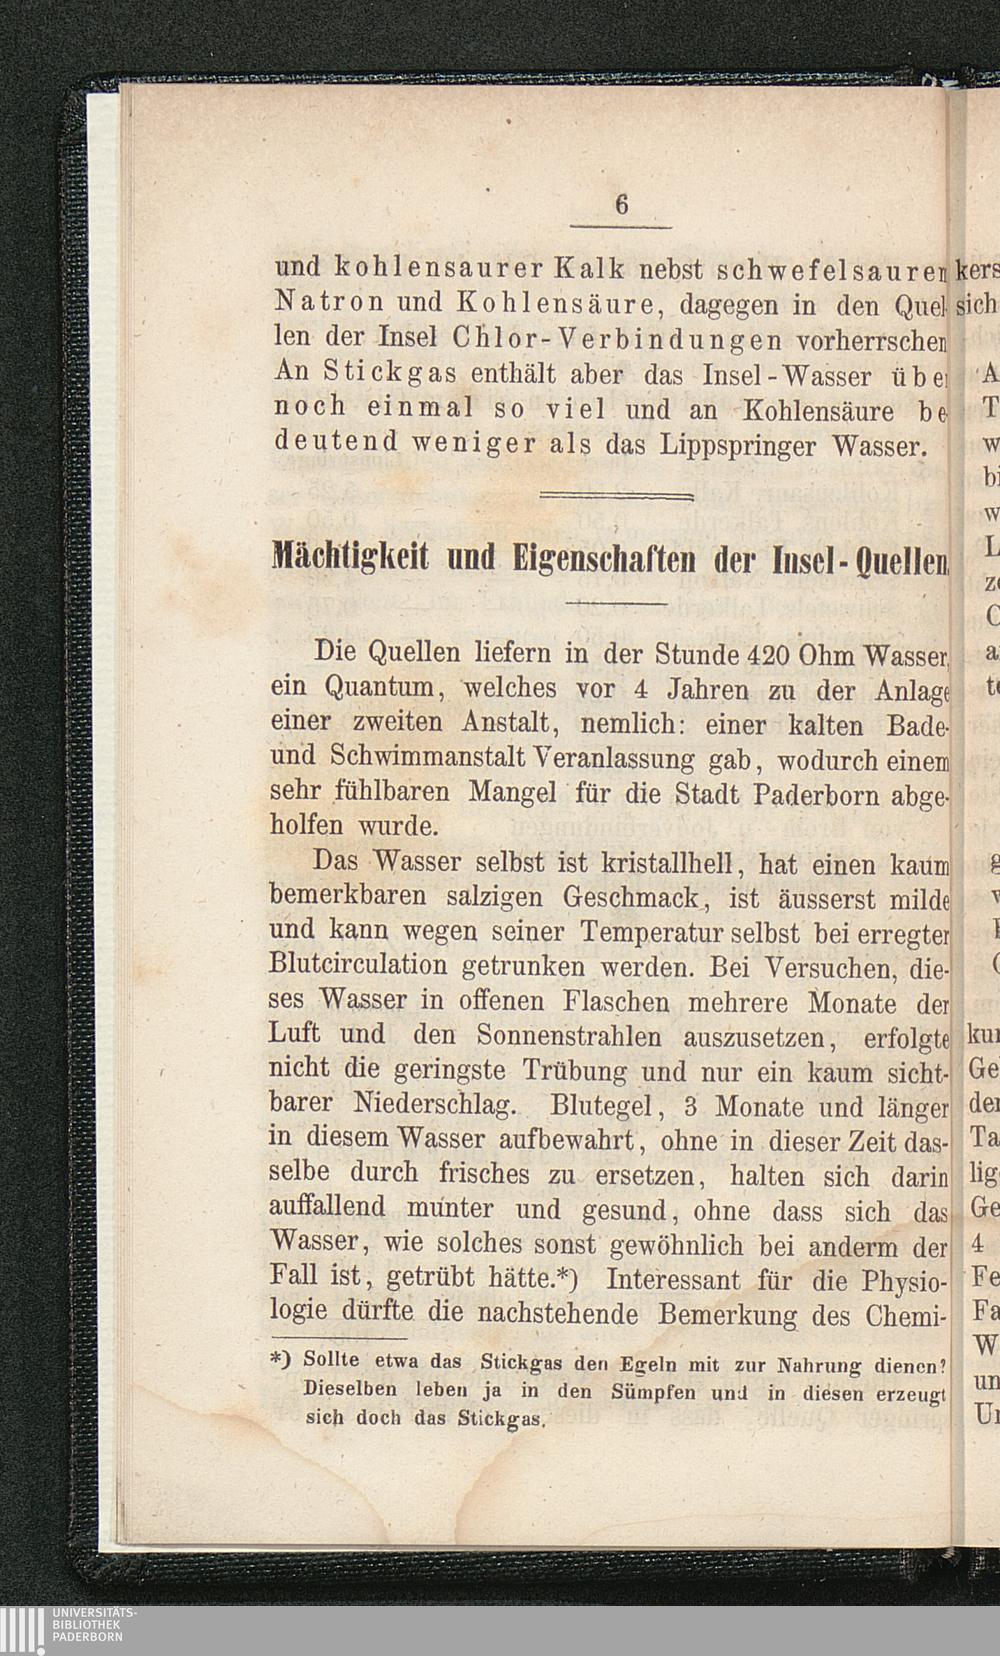 6
und kohlensaurer Kalk nebst schwefelsauren
Natron und Kohlensäure, dagegen in den Quel-
len der Insel Chlor-Verbindungen vorherrschen
An Stickgas enthält aber das Insel-Wasser über
noch einmal so viel und an Kohlensäure be
deutend weniger als das Lippspringer Wasser.
Mächtigkeit und Eigenschaften der Insel-Quellen.
Die Quellen liefern in der Stunde 420 Ohm Wasser,
ein Quantum, welches vor 4 Jahren zu der Anlage
einer zweiten Anstalt, nemlich: einer kalten Bade-
und Schwimmanstalt Veranlassung gab, wodurch einem
sehr fühlbaren Mangel für die Stadt Paderborn abge-
holfen wurde.
Das Wasser selbst ist kristallhell, hat einen kaum
bemerkbaren salzigen Geschmack, ist äusserst milde
und kann wegen seiner Temperatur selbst bei erregter
Blutcirculation getrunken werden. Bei Versuchen, die-
ses Wasser in offenen Flaschen mehrere Monate der
Luft und den Sonnenstrahlen auszusetzen, erfolgte
nicht die geringste Trübung und nur ein kaum sicht-
barer Niederschlag. Blutegel, 3 Monate und länger
in diesem Wasser aufbewahrt, ohne in dieser Zeit das-
selbe durch frisches zu ersetzen, halten sich darin
auffallend munter und gesund, ohne dass sich das
Wasser, wie solches sonst gewöhnlich bei anderm der
Fall ist, getrübt hätte.*) Interessant für die Physio-
logie dürfte die nachstehende Bemerkung des Chemi-
*) Sollte etwa das Stickgas den Egeln mit zur Nahrung dienen?
Dieselben leben ja in den Sümpfen und in diesen erzeugt
sich doch das Stickgas.
kers
sich
UNIVERSITÄTS-
BIBLIOTHEK
PADERBORN